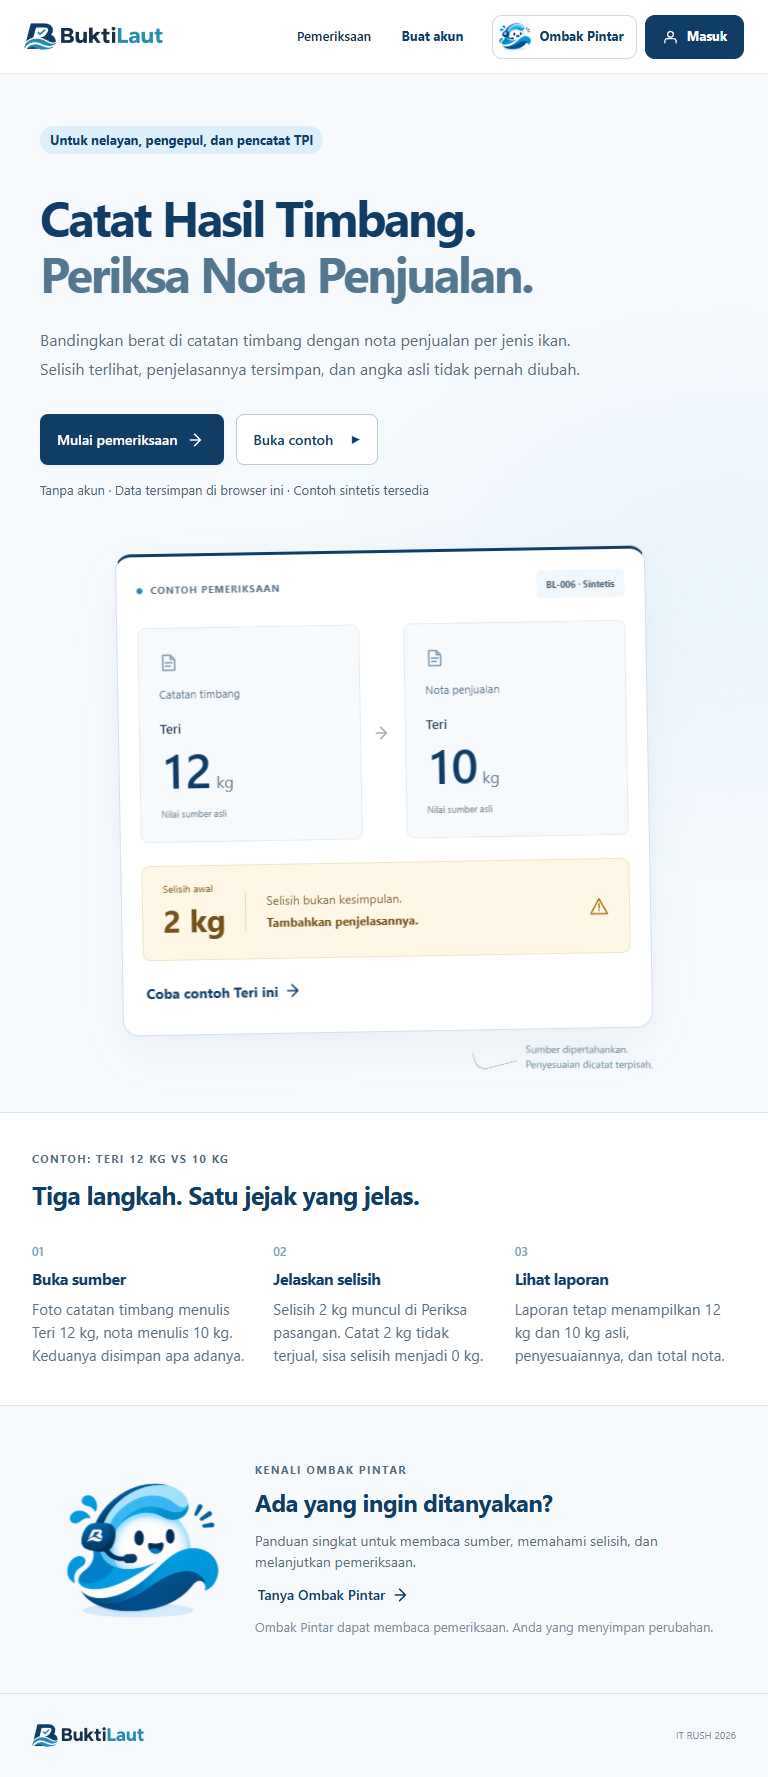 BuktiLaut
Pemeriksaan
Buat akun
Ombak Pintar
Masuk
Untuk nelayan, pengepul, dan pencatat TPI
Catat Hasil Timbang.
Periksa Nota Penjualan.
Bandingkan berat di catatan timbang dengan nota penjualan per jenis ikan.
Selisih terlihat, penjelasannya tersimpan, dan angka asli tidak pernah diubah.
Mulai pemeriksaan
Buka contoh
Tanpa akun · Data tersimpan di browser ini · Contoh sintetis tersedia
CONTOH PEMERIKSAAN
BL-006 · Sintetis
Catatan timbang
Teri
12 kg
Nilai sumber asli
Nota penjualan
Teri
10 kg
Nilai sumber asli
Selisih awal
2 kg
Selisih bukan kesimpulan.
Tambahkan penjelasannya.
Coba contoh Teri ini
Sumber dipertahankan.
Penyesuaian dicatat terpisah.
CONTOH: TERI 12 KG VS 10 KG
Tiga langkah. Satu jejak yang jelas.
01
Buka sumber
Foto catatan timbang menulis
Teri 12 kg, nota menulis 10 kg.
Keduanya disimpan apa adanya.
02
Jelaskan selisih
Selisih 2 kg muncul di Periksa
pasangan. Catat 2 kg tidak
terjual, sisa selisih menjadi 0 kg.
03
Lihat laporan
Laporan tetap menampilkan 12
kg dan 10 kg asli,
penyesuaiannya, dan total nota.
KENALI OMBAK PINTAR
Ada yang ingin ditanyakan?
Panduan singkat untuk membaca sumber, memahami selisih, dan
melanjutkan pemeriksaan.
Tanya Ombak Pintar
Ombak Pintar dapat membaca pemeriksaan. Anda yang menyimpan perubahan.
BuktiLaut
IT RUSH 2026